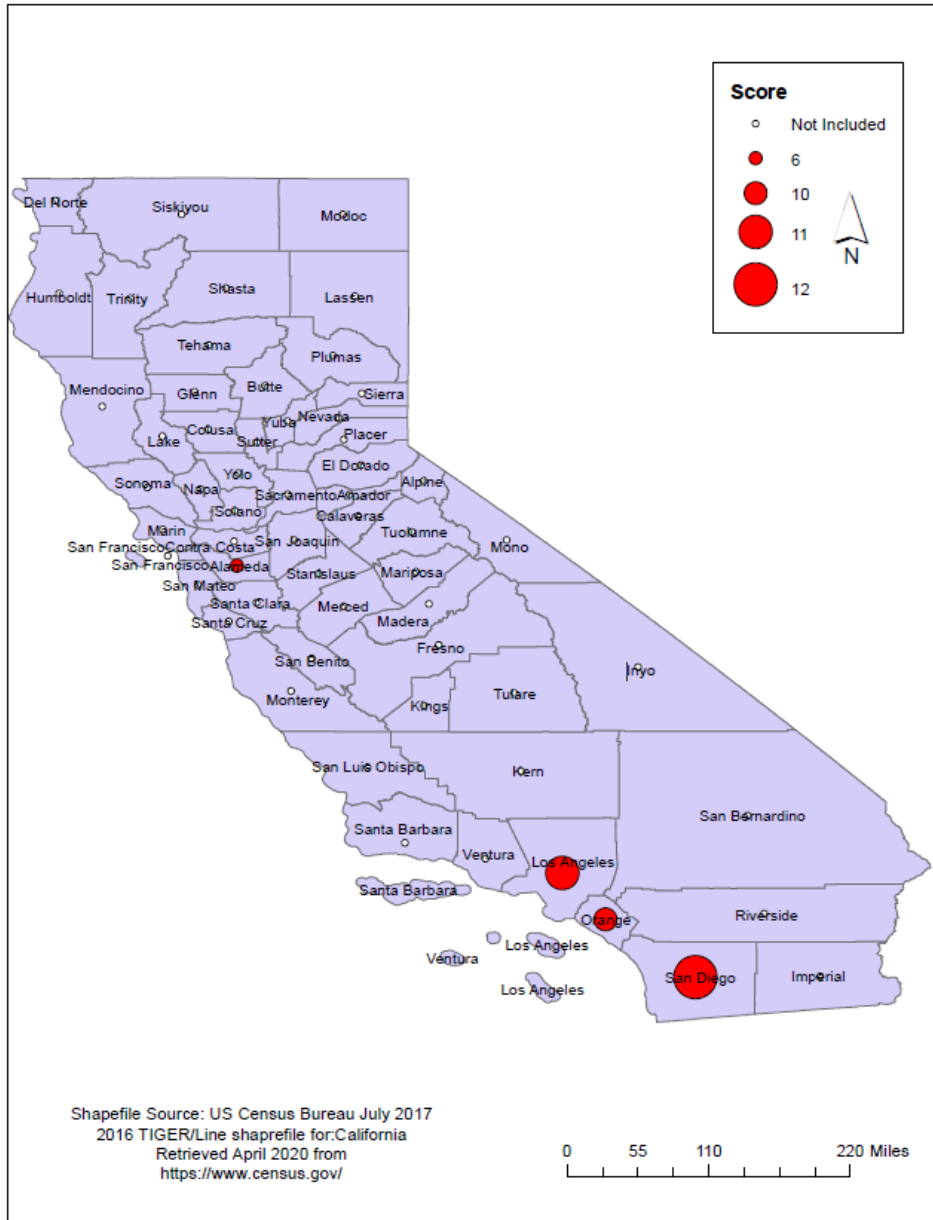 Score
Not Included
6
10
11
12
N
Del Norte
Siskiyou
Modoc
Humboldt
Trinity
Shasta
Lassen
Tehama
Plumas
Mendocino
Glenn
Butte
Sierra
Lake
Colusa
Sutter
Yuba
Nevada
Placer
Sonoma
Napa
Yolo
El Dorado
Alpine
Solano
Sacramento
Amador
Calaveras
Marin
San Francisco
Contra Costa
San Joaquin
Tuolumne
Mono
San Francisco
Alameda
Stanislaus
Mariposa
San Mateo
Santa Clara
Merced
Madera
Santa Cruz
Fresno
San Benito
Inyo
Monterey
Kings
Tulare
San Luis Obispo
Kern
San Bernardino
Santa Barbara
Ventura
Los Angeles
Santa Barbara
Orange
Riverside
Los Angeles
Ventura
San Diego
Imperial
Los Angeles
Shapefile Source: US Census Bureau July 2017
2016 TIGER/Line shaprefile for:California
Retrieved April 2020 from
https://www.census.gov/
0 55 110 220 Miles